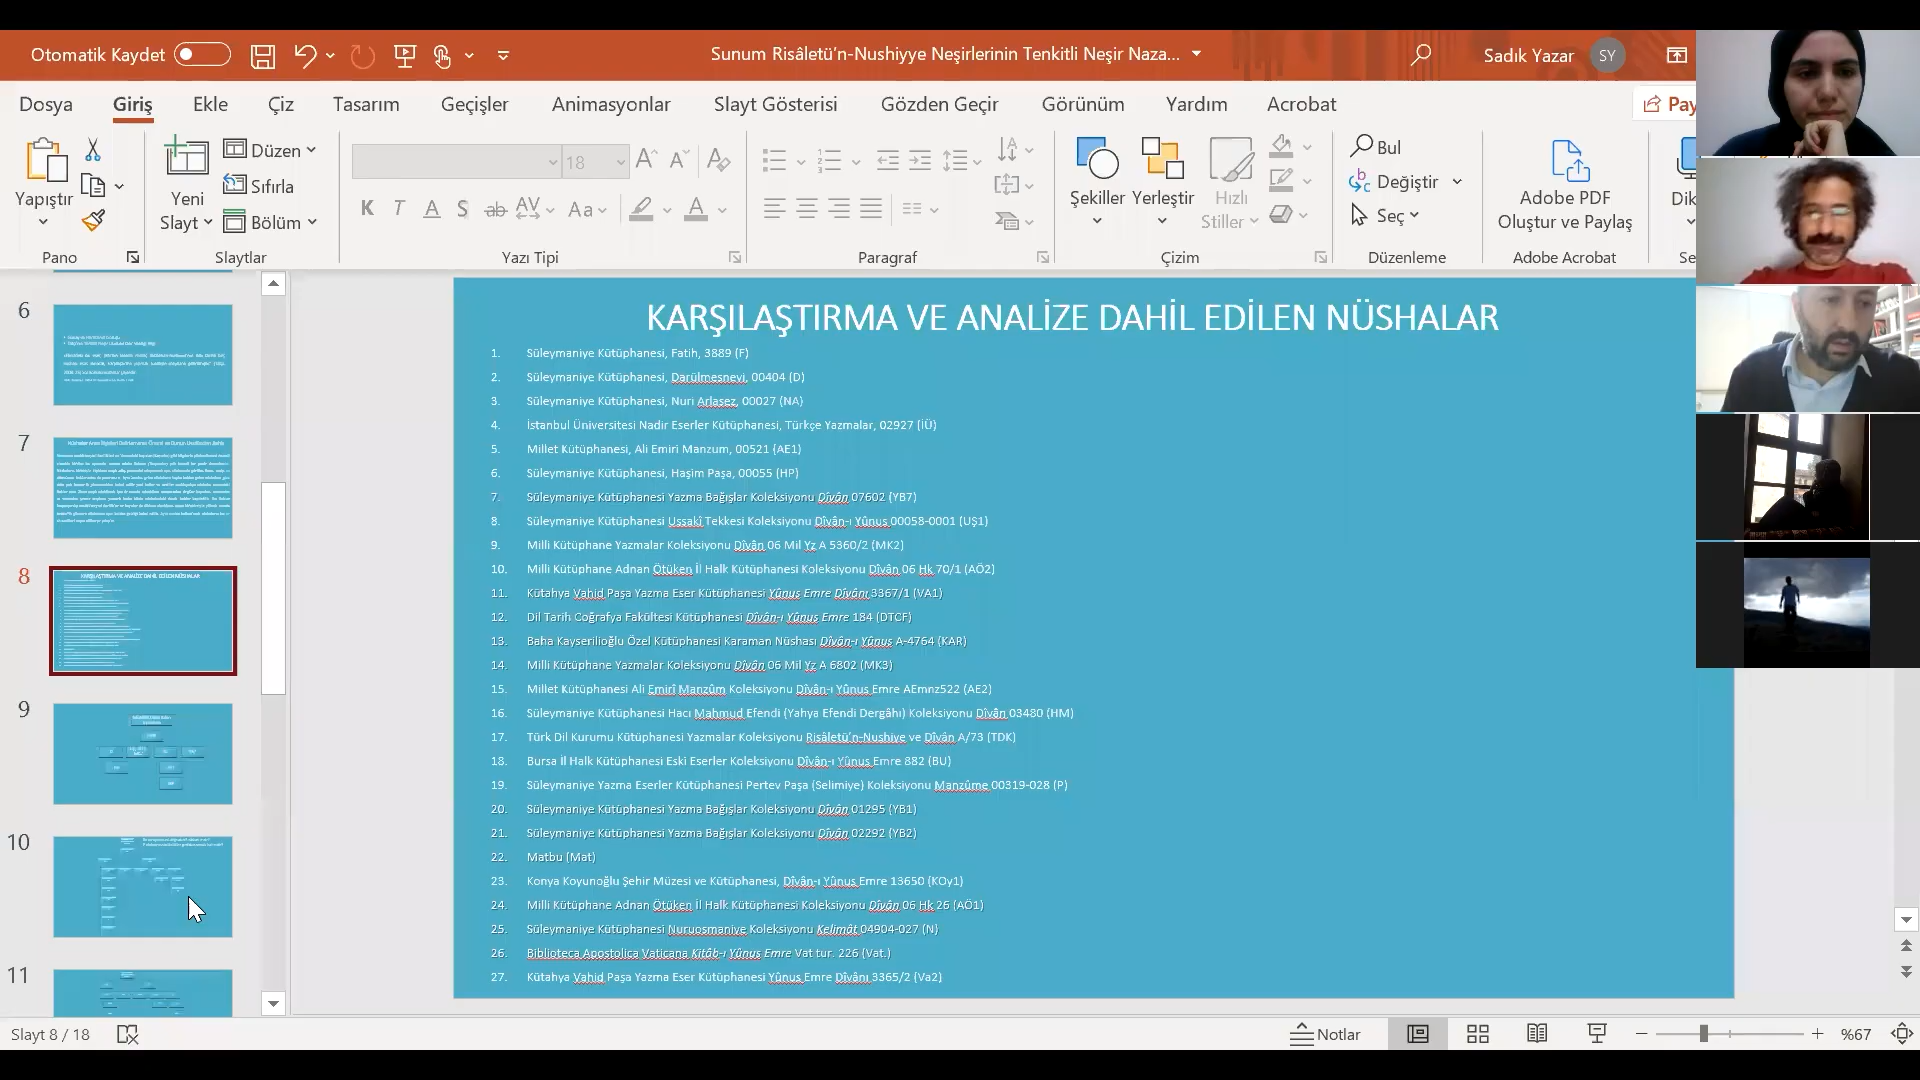 Otomatik Kaydet
Sunum Risâletü'n-Nushiyye Neşirlerinin Tenkitli Neşir Naza...
Sadık Yazar
SY
Dosya
Giriş
Ekle
Çiz
Tasarım
Geçişler
Animasyonlar
Slayt Gösterisi
Gözden Geçir
Görünüm
Yardım
Acrobat
Pay
Yapıştır
Pano
Yeni
Slayt
Düzen
Sıfırla
Bölüm
Slaytlar
18
K T A S ab AV Aa
Yazı Tipi
Paragraf
Şekiller
Yerleştir
Hızlı
Stiller
Çizim
Bul
Değiştir
Seç
Düzenleme
Adobe PDF
Oluştur ve Paylaş
Adobe Acrobat
Dik
Se
6
7
8
9
10
11
KARŞILAŞTIRMA VE ANALİZE DAHİL EDİLEN NÜSHALAR
1. Süleymaniye Kütüphanesi, Fatih, 3889 (F)
2. Süleymaniye Kütüphanesi, Darülmesnevi, 00404 (D)
3. Süleymaniye Kütüphanesi, Nuri Arlasez, 00027 (NA)
4. İstanbul Üniversitesi Nadir Eserler Kütüphanesi, Türkçe Yazmalar, 02927 (İÜ)
5. Millet Kütüphanesi, Ali Emiri Manzum, 00521 (AE1)
6. Süleymaniye Kütüphanesi, Haşim Paşa, 00055 (HP)
7. Süleymaniye Kütüphanesi Yazma Bağışlar Koleksiyonu Dîvân 07602 (YB7)
8. Süleymaniye Kütüphanesi Uşşakî Tekkesi Koleksiyonu Dîvân-ı Yûnus 00058-0001 (UŞ1)
9. Milli Kütüphane Yazmalar Koleksiyonu Dîvân 06 Mil Yz A 5360/2 (MK2)
10. Milli Kütüphane Adnan Ötüken İl Halk Kütüphanesi Koleksiyonu Dîvân 06 Hk 70/1 (AÖ2)
11. Kütahya Vahid Paşa Yazma Eser Kütüphanesi Yûnus Emre Dîvânı 3367/1 (VA1)
12. Dil Tarih Coğrafya Fakültesi Kütüphanesi Dîvân-ı Yûnus Emre 184 (DTCF)
13. Baha Kayserilioğlu Özel Kütüphanesi Karaman Nüshası Dîvân-ı Yûnus A-4764 (KAR)
14. Milli Kütüphane Yazmalar Koleksiyonu Dîvân 06 Mil Yz A 6802 (MK3)
15. Millet Kütüphanesi Ali Emirî Manzûm Koleksiyonu Dîvân-ı Yûnus Emre AEmnz522 (AE2)
16. Süleymaniye Kütüphanesi Hacı Mahmud Efendi (Yahya Efendi Dergâhı) Koleksiyonu Dîvân 03480 (HM)
17. Türk Dil Kurumu Kütüphanesi Yazmalar Koleksiyonu Risâletü'n-Nushiye ve Dîvân A/73 (TDK)
18. Bursa İl Halk Kütüphanesi Eski Eserler Koleksiyonu Dîvân-ı Yûnus Emre 882 (BU)
19. Süleymaniye Yazma Eserler Kütüphanesi Pertev Paşa (Selimiye) Koleksiyonu Manzûme 00319-028 (P)
20. Süleymaniye Kütüphanesi Yazma Bağışlar Koleksiyonu Dîvân 01295 (YB1)
21. Süleymaniye Kütüphanesi Yazma Bağışlar Koleksiyonu Dîvân 02292 (YB2)
22. Matbu (Mat)
23. Konya Koyunoğlu Şehir Müzesi ve Kütüphanesi, Dîvân-ı Yûnus Emre 13650 (KOy1)
24. Milli Kütüphane Adnan Ötüken İl Halk Kütüphanesi Koleksiyonu Dîvân 06 Hk 26 (AÖ1)
25. Süleymaniye Kütüphanesi Nuruosmaniye Koleksiyonu Kelimât 04904-027 (N)
26. Biblioteca Apostolica Vaticana Kitâb-ı Yûnus Emre Vat tur. 226 (Vat.)
27. Kütahya Vahid Paşa Yazma Eser Kütüphanesi Yûnus Emre Dîvânı 3365/2 (Va2)
Slayt 8 / 18
Notlar
%67